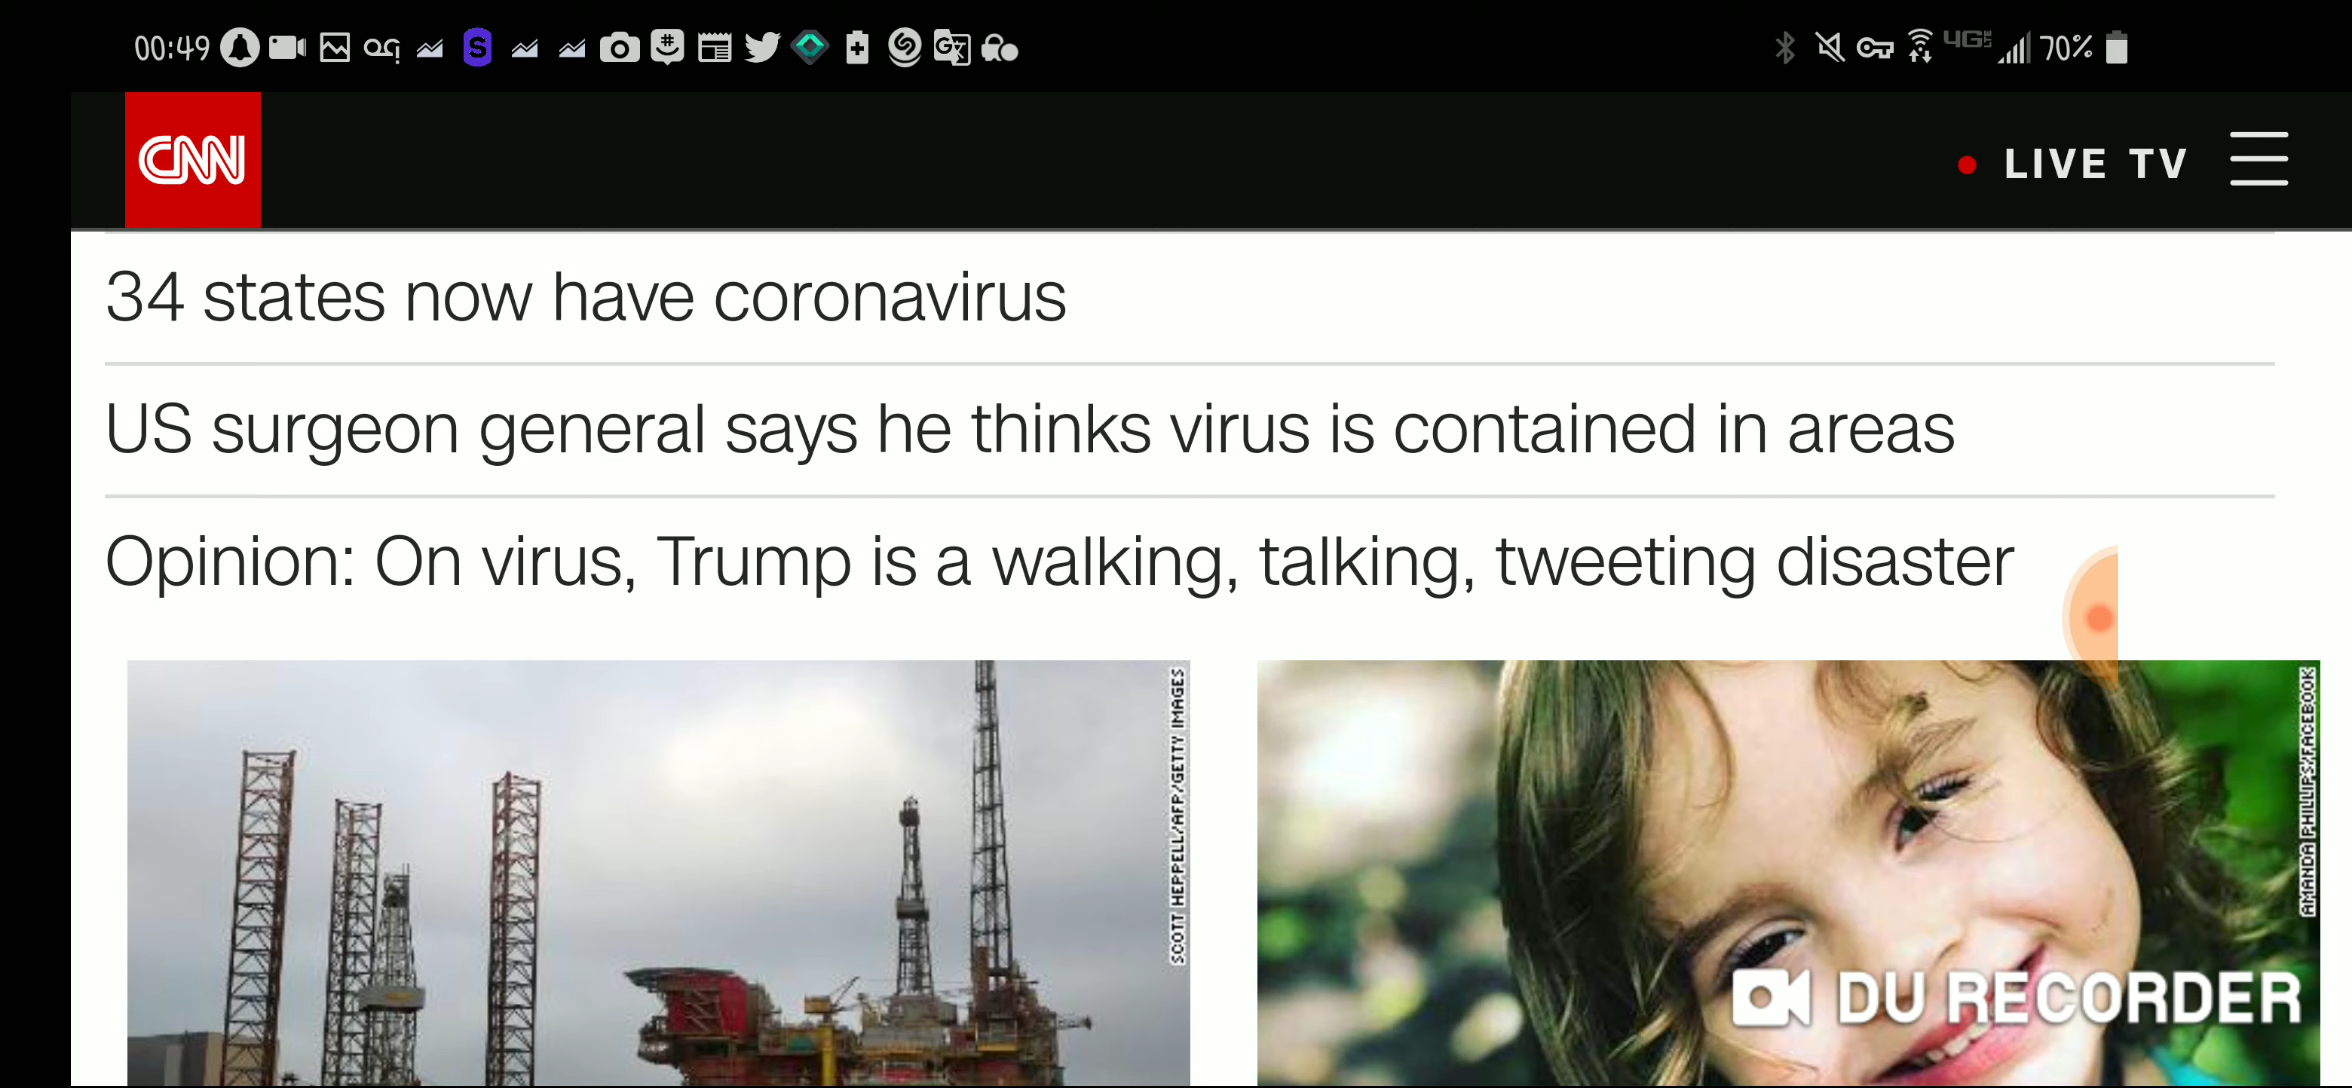 00:49
4G LTE 70%
CNN
LIVE TV
34 states now have coronavirus
US surgeon general says he thinks virus is contained in areas
Opinion: On virus, Trump is a walking, talking, tweeting disaster
SCOTT HEPPELL/AFP/GETTY IMAGES
AMANDA PHILLIPS/FACEBOOK
DU RECORDER